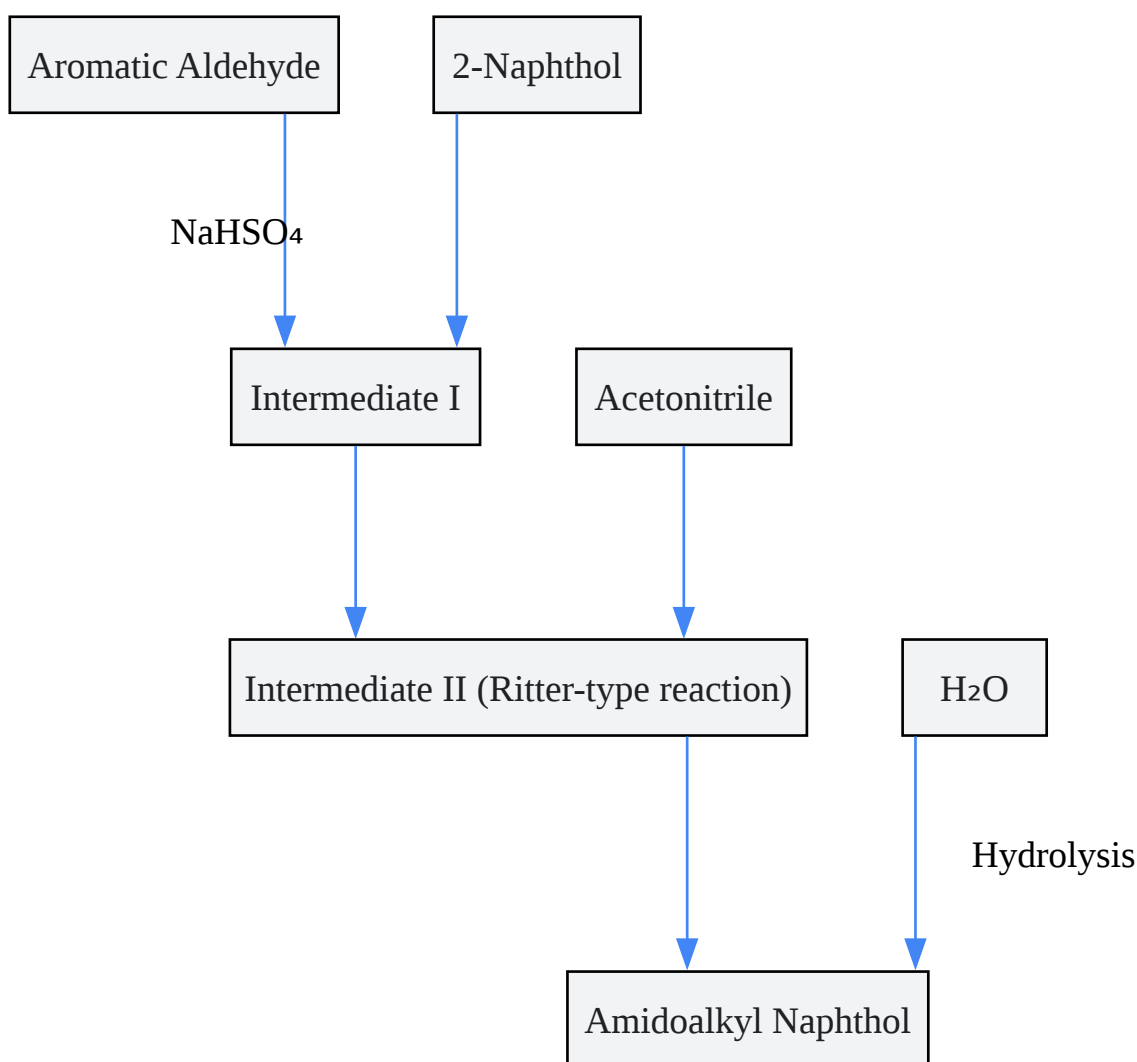 Aromatic Aldehyde
2-Naphthol
NaHSO₄
Intermediate I
Acetonitrile
Intermediate II (Ritter-type reaction)
H₂O
Hydrolysis
Amidoalkyl Naphthol